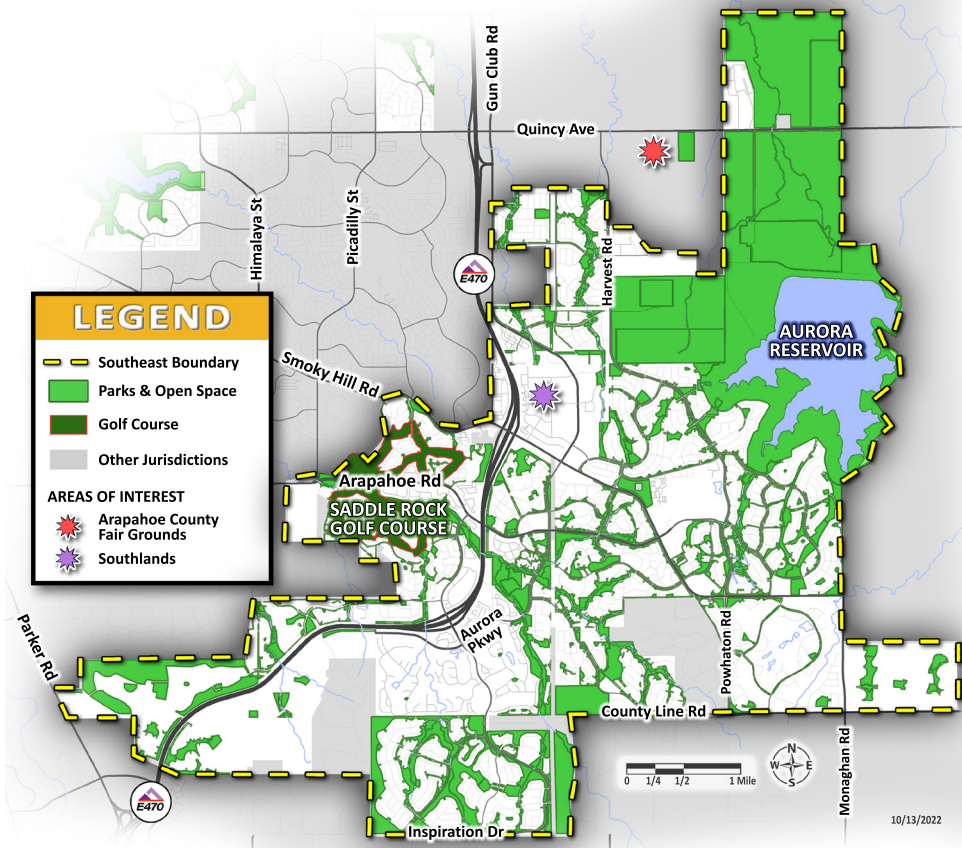 Gun Club Rd
Quincy Ave
Himalaya St
Picadilly St
Harvest Rd
E470
LEGEND
Southeast Boundary
Parks & Open Space
Golf Course
Other Jurisdictions
AREAS OF INTEREST
Arapahoe County
Fair Grounds
Southlands
AURORA
RESERVOIR
Smoky Hill Rd
Arapahoe Rd
SADDLE ROCK
GOLF COURSE
Parker Rd
Aurora
Pkwy
Powhaton Rd
County Line Rd
Monaghan Rd
0 1/4 1/2 1 Mile
N
W E
S
E470
Inspiration Dr
10/13/2022